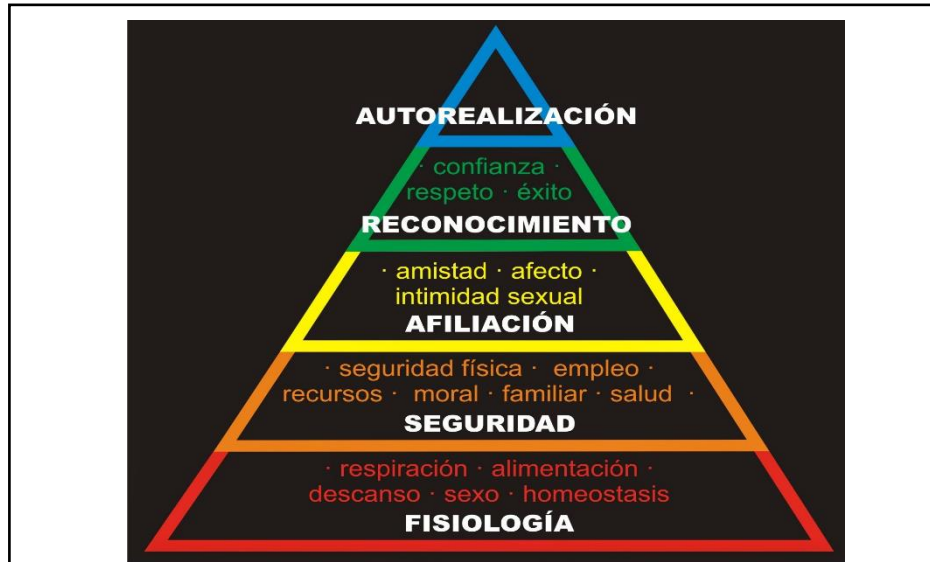 AUTOREALIZACIÓN
· confianza ·
respeto · éxito
RECONOCIMIENTO
· amistad · afecto ·
intimidad sexual
AFILIACIÓN
· seguridad física · empleo ·
recursos · moral · familiar · salud ·
SEGURIDAD
· respiración · alimentación ·
descanso · sexo · homeostasis
FISIOLOGÍA